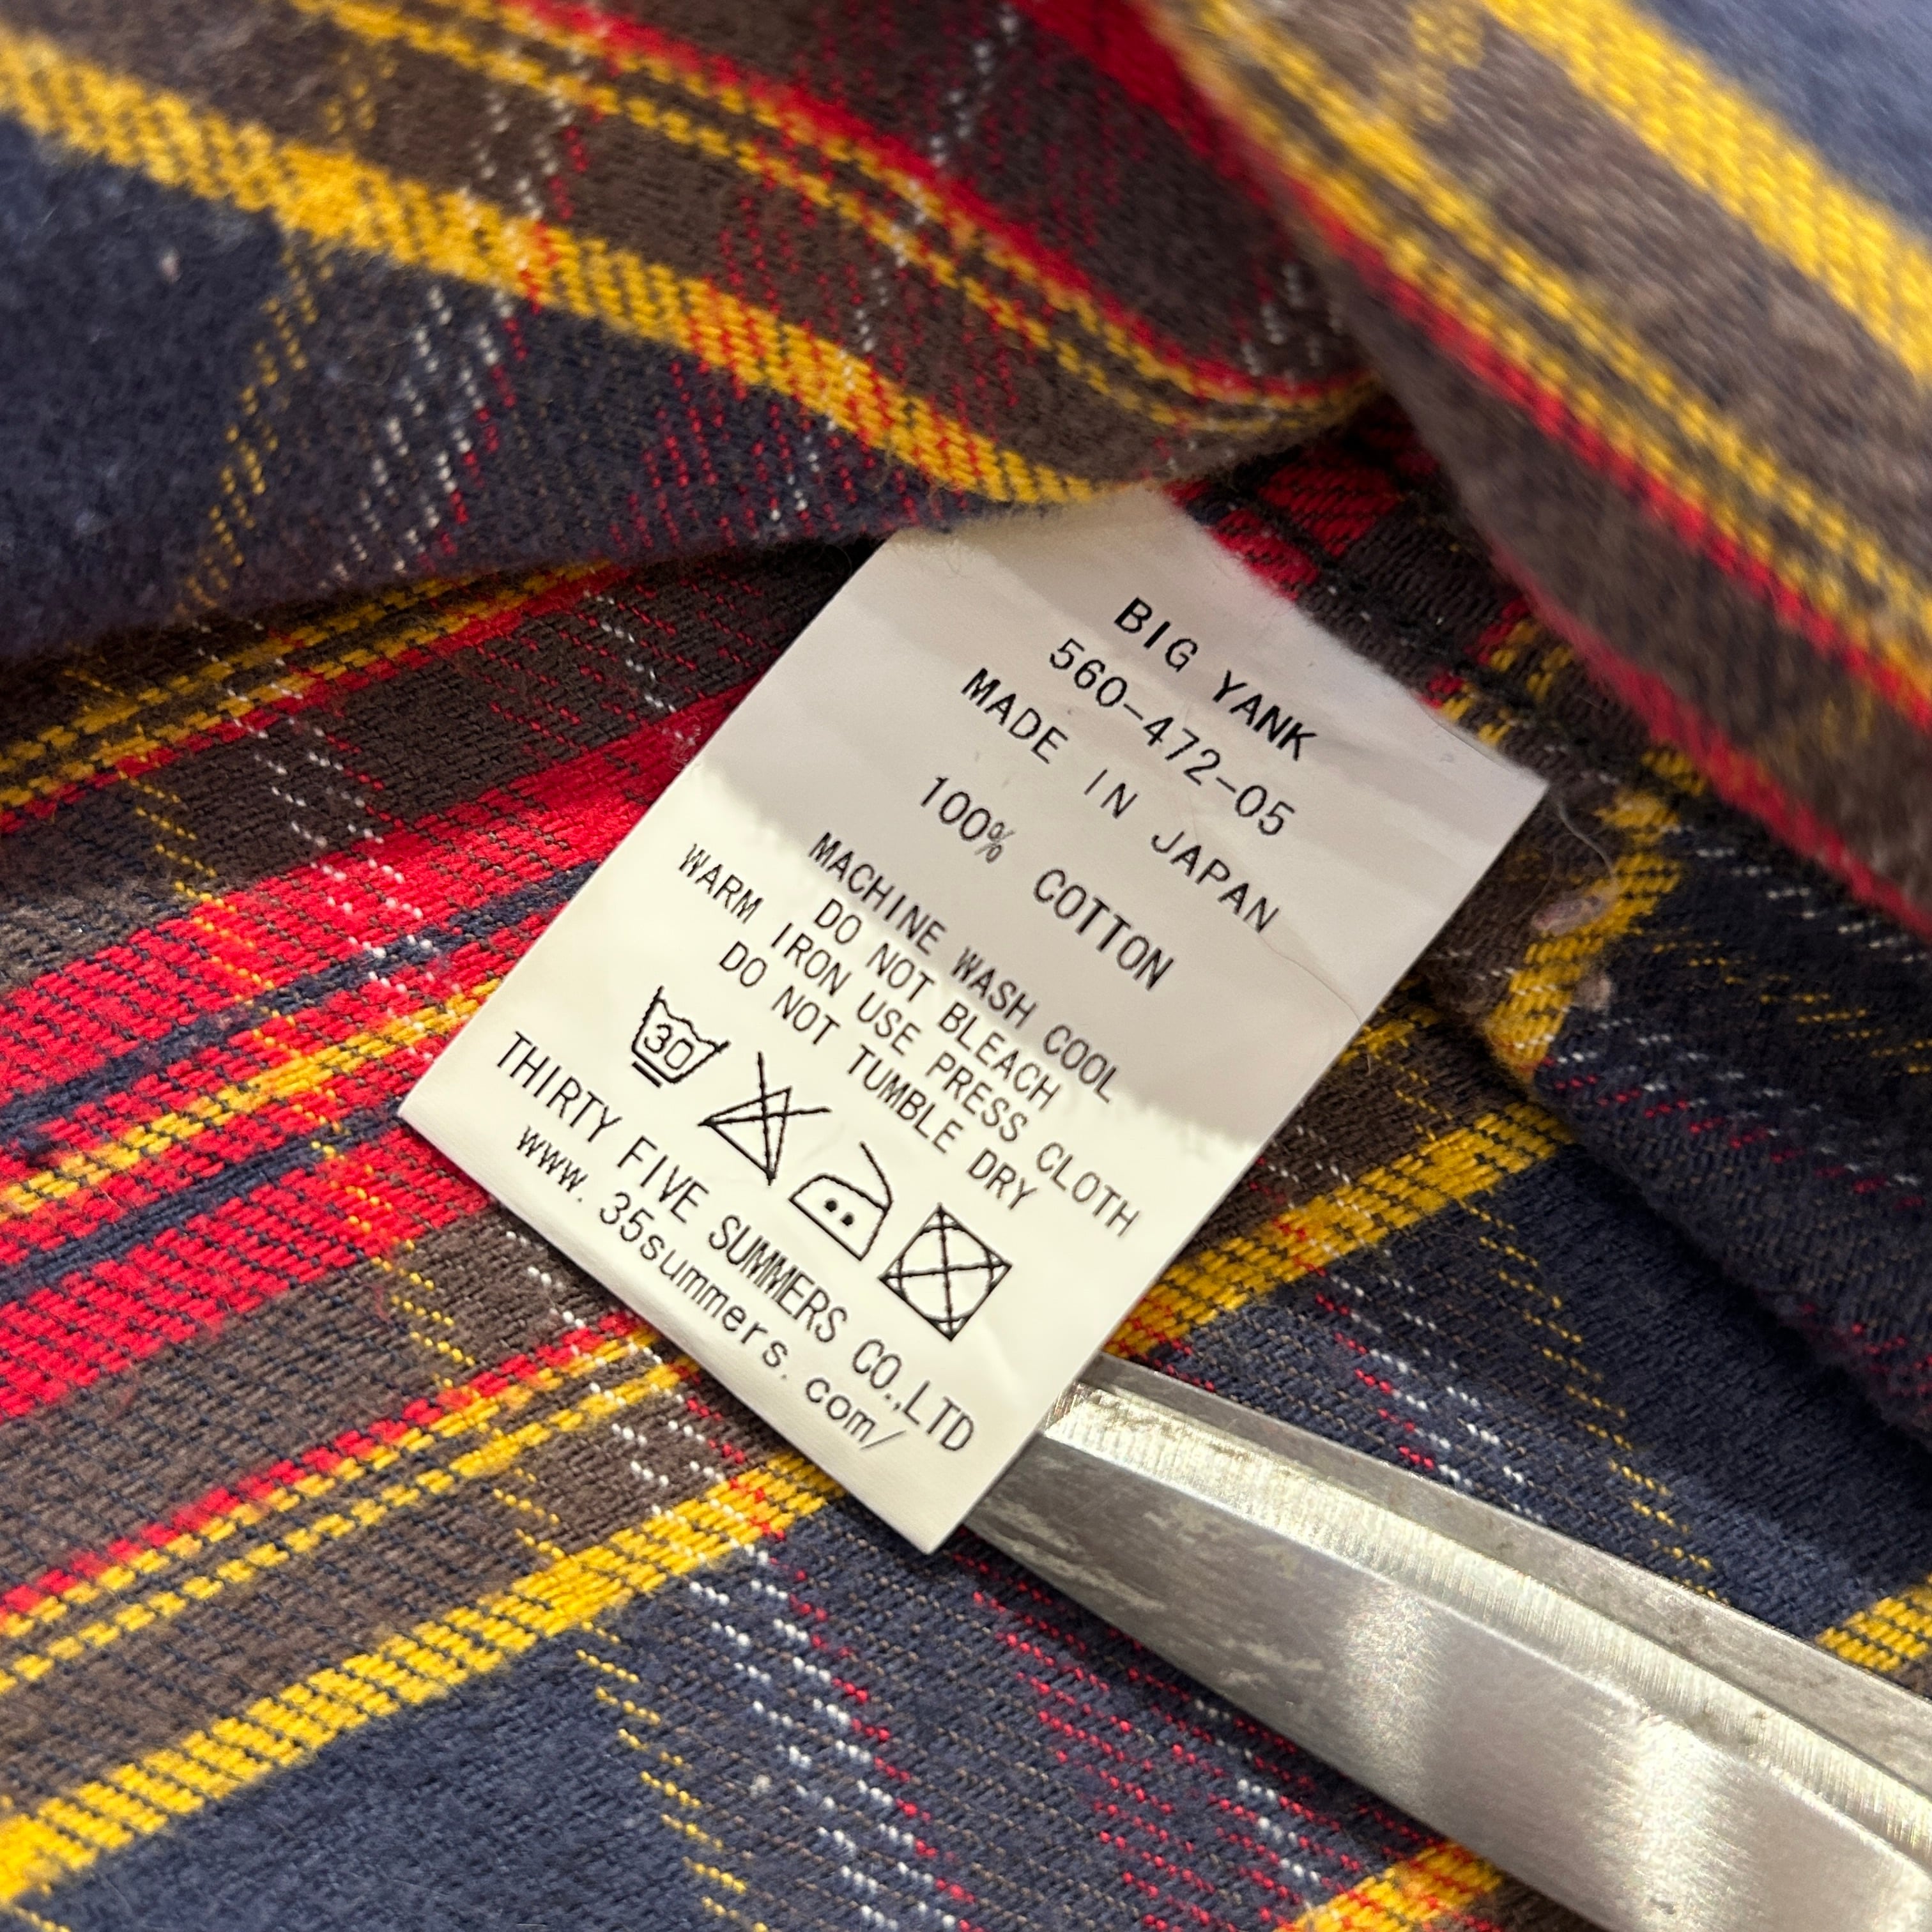 BIG YANK
560-472-05
MADE IN JAPAN
100% COTTON
MACHINE WASH COOL
DO NOT BLEACH
WARM IRON USE PRESS CLOTH
DO NOT TUMBLE DRY
30
THIRTY FIVE SUMMERS CO.,LTD
www.35summers.com/